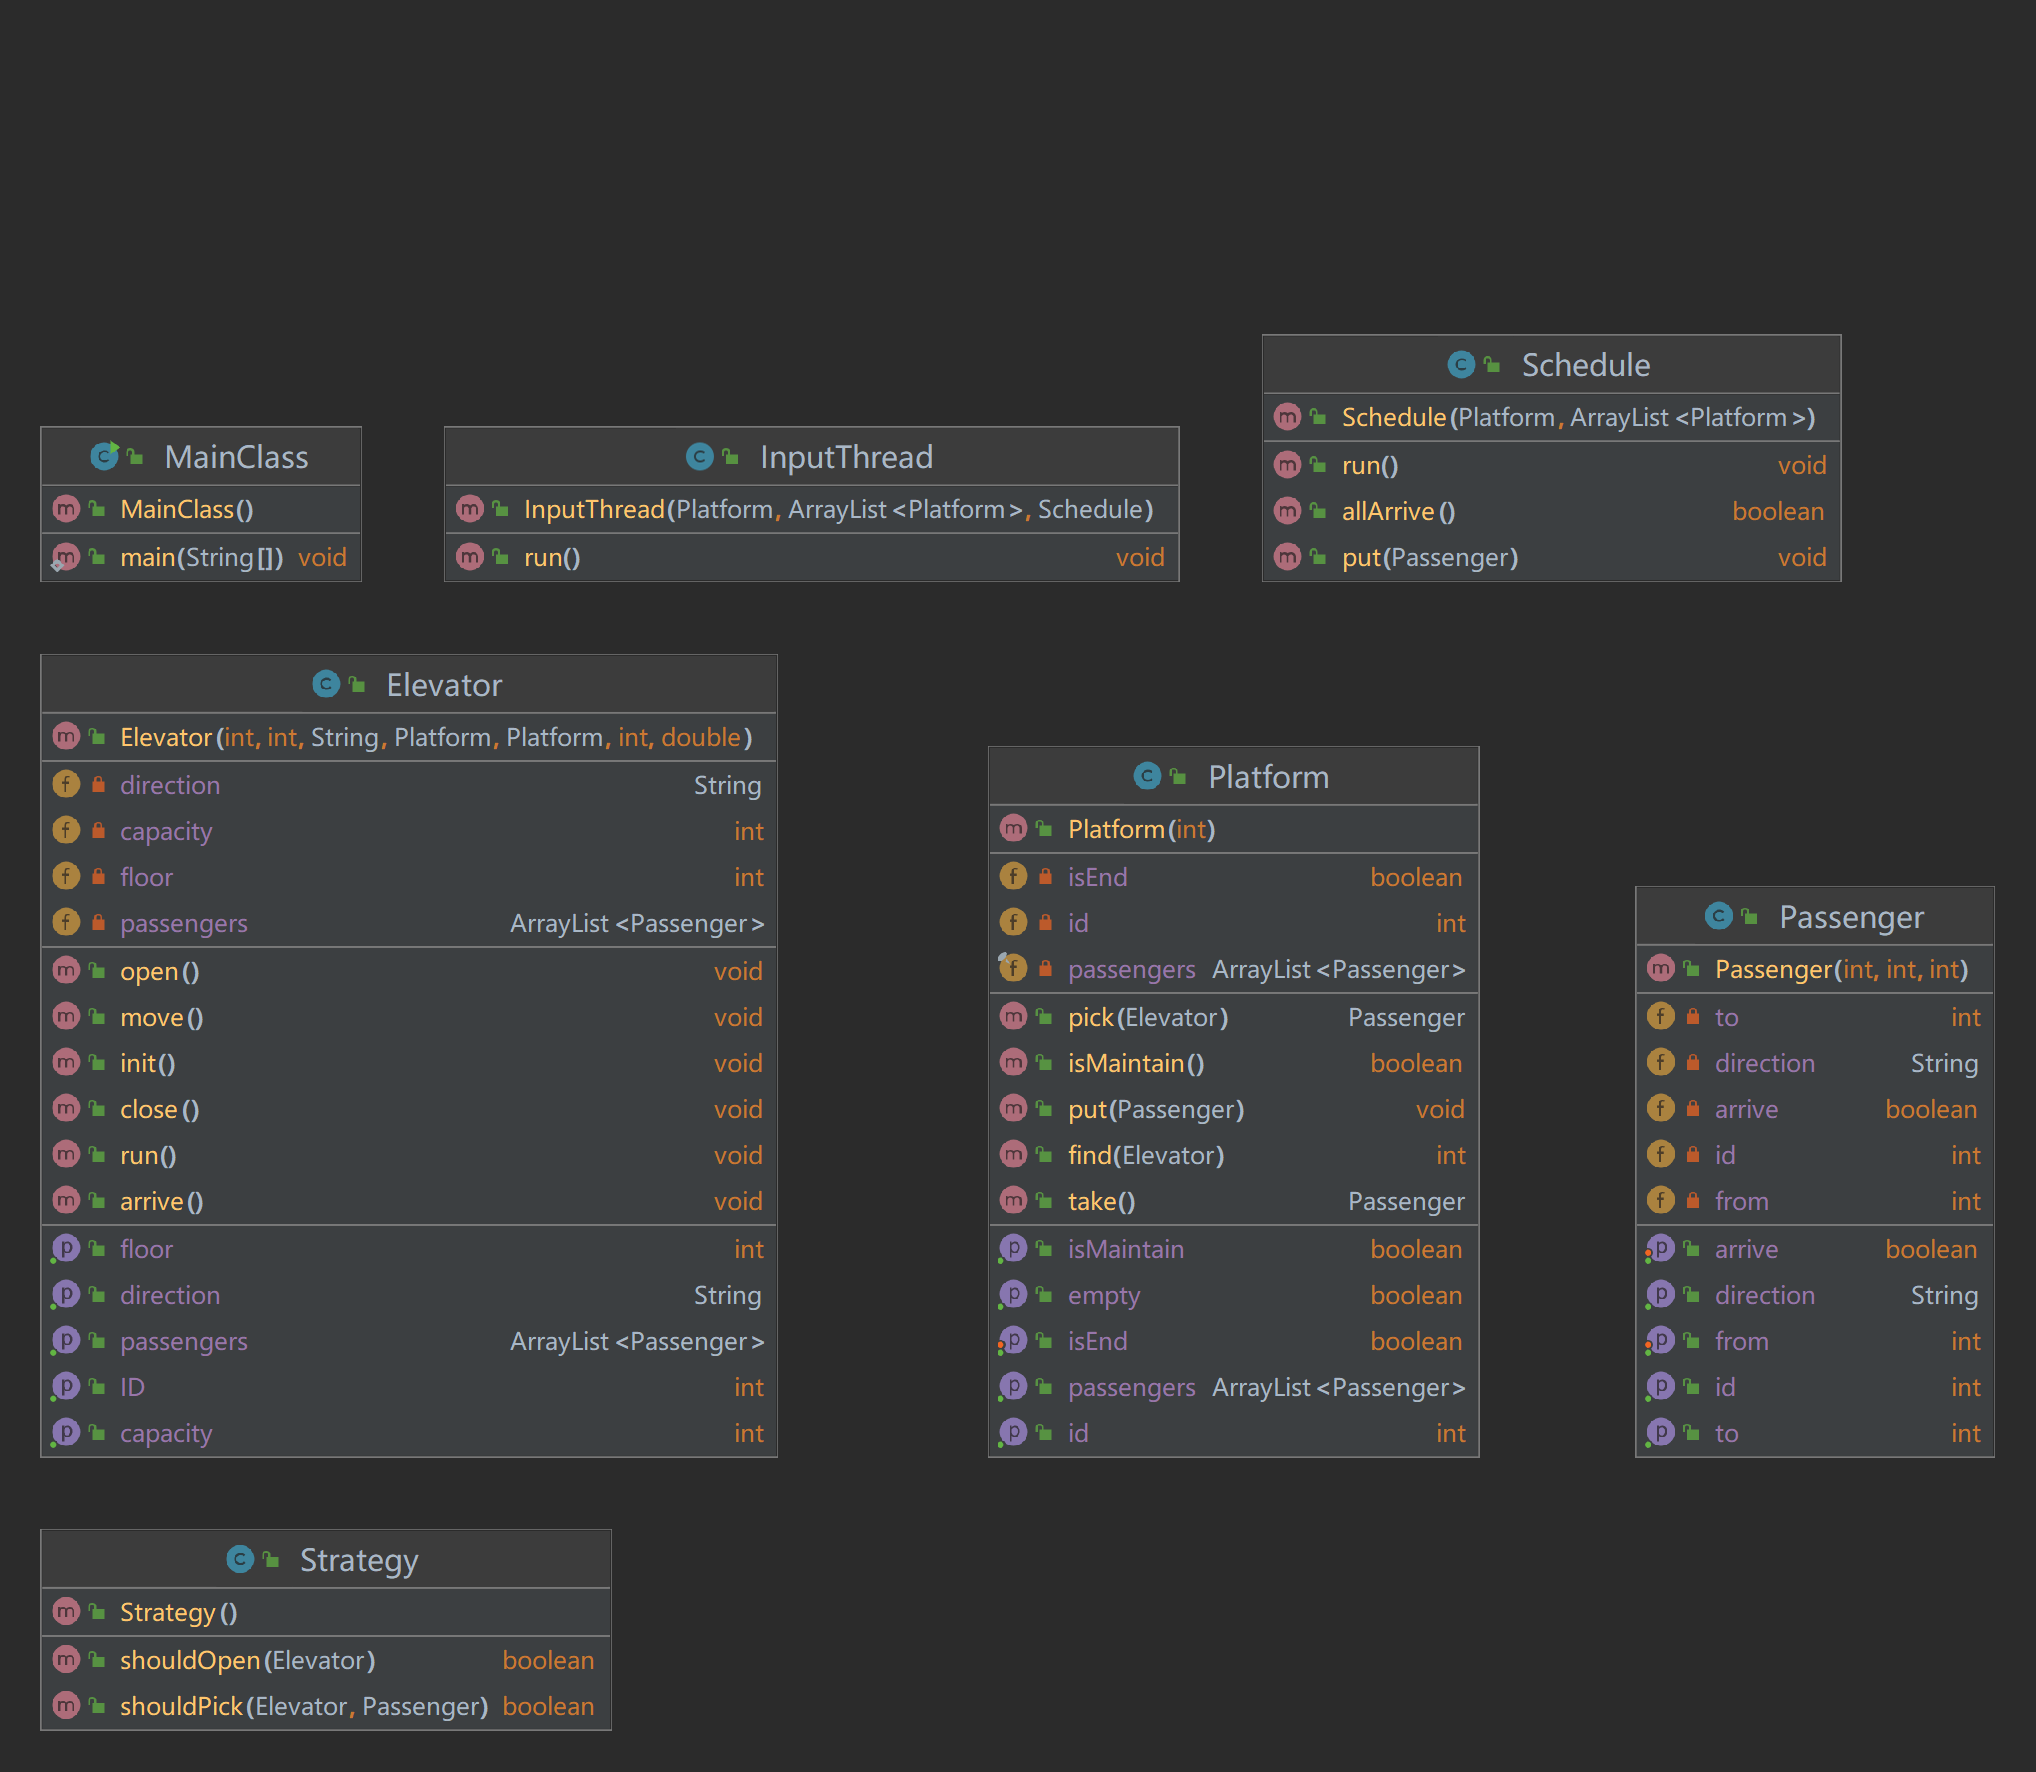 MainClass
MainClass()
main(String[]) void
InputThread
InputThread(Platform, ArrayList<Platform>, Schedule)
run() void
Schedule
Schedule(Platform, ArrayList<Platform>)
run() void
allArrive() boolean
put(Passenger) void
Elevator
Elevator(int, int, String, Platform, Platform, int, double)
direction String
capacity int
floor int
passengers ArrayList<Passenger>
open() void
move() void
init() void
close() void
run() void
arrive() void
floor int
direction String
passengers ArrayList<Passenger>
ID int
capacity int
Platform
Platform(int)
isEnd boolean
id int
passengers ArrayList<Passenger>
pick(Elevator) Passenger
isMaintain() boolean
put(Passenger) void
find(Elevator) int
take() Passenger
isMaintain boolean
empty boolean
isEnd boolean
passengers ArrayList<Passenger>
id int
Passenger
Passenger(int, int, int)
to int
direction String
arrive boolean
id int
from int
arrive boolean
direction String
from int
id int
to int
Strategy
Strategy()
shouldOpen(Elevator) boolean
shouldPick(Elevator, Passenger) boolean